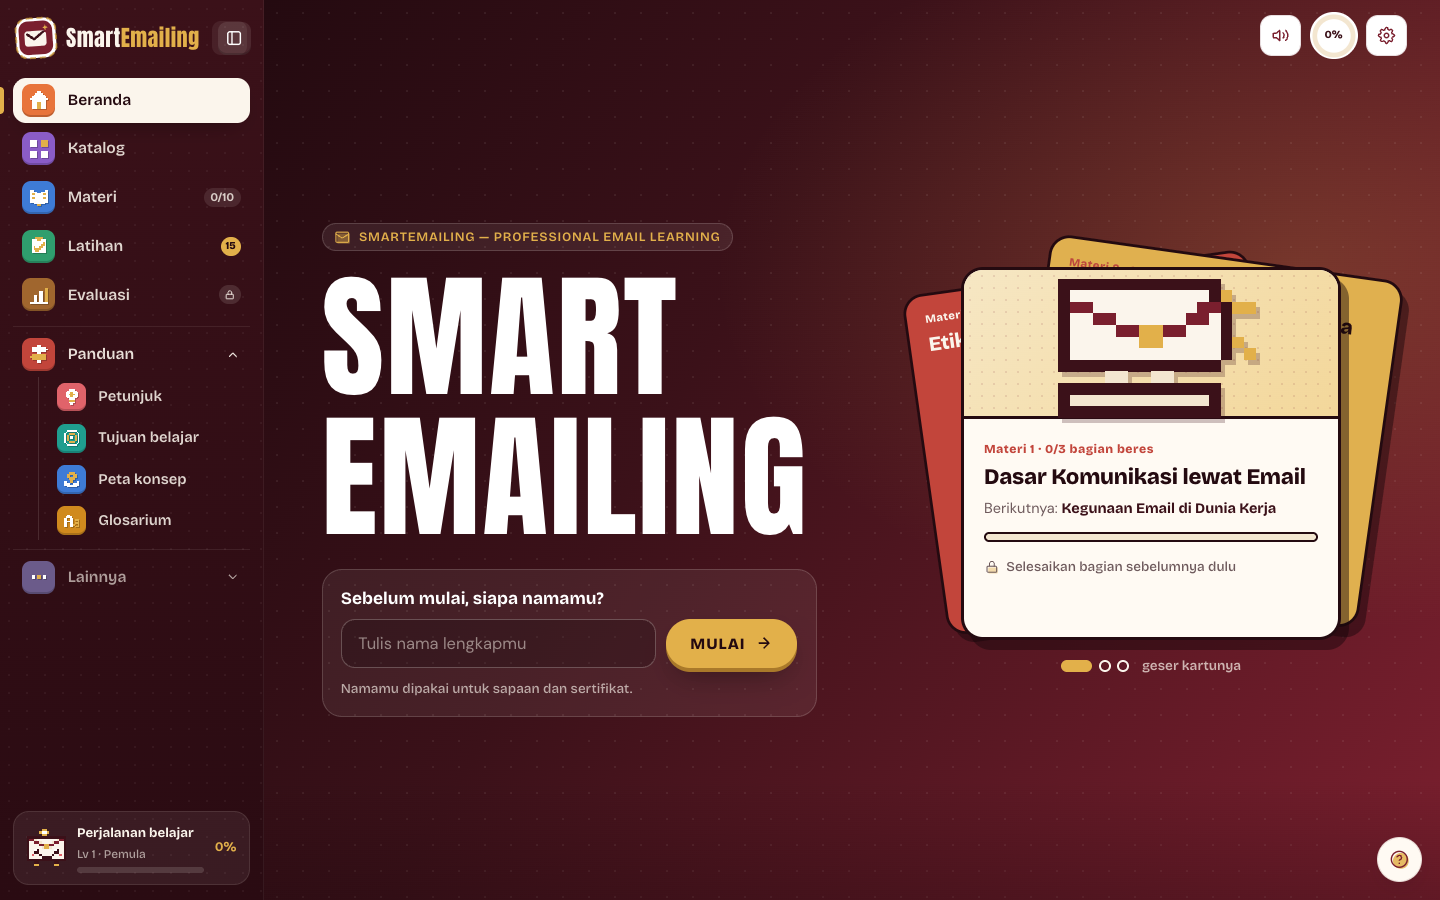 SmartEmailing
Beranda
Katalog
Materi
0/10
Latihan
15
Evaluasi
Panduan
Petunjuk
Tujuan belajar
Peta konsep
Glosarium
Lainnya
Perjalanan belajar
Lv 1 · Pemula
0%
0%
SMARTEMAILING — PROFESSIONAL EMAIL LEARNING
SMART
EMAILING
Sebelum mulai, siapa namamu?
Tulis nama lengkapmu
MULAI
Namamu dipakai untuk sapaan dan sertifikat.
Materi 1 · 0/3 bagian beres
Dasar Komunikasi lewat Email
Berikutnya: Kegunaan Email di Dunia Kerja
Selesaikan bagian sebelumnya dulu
geser kartunya